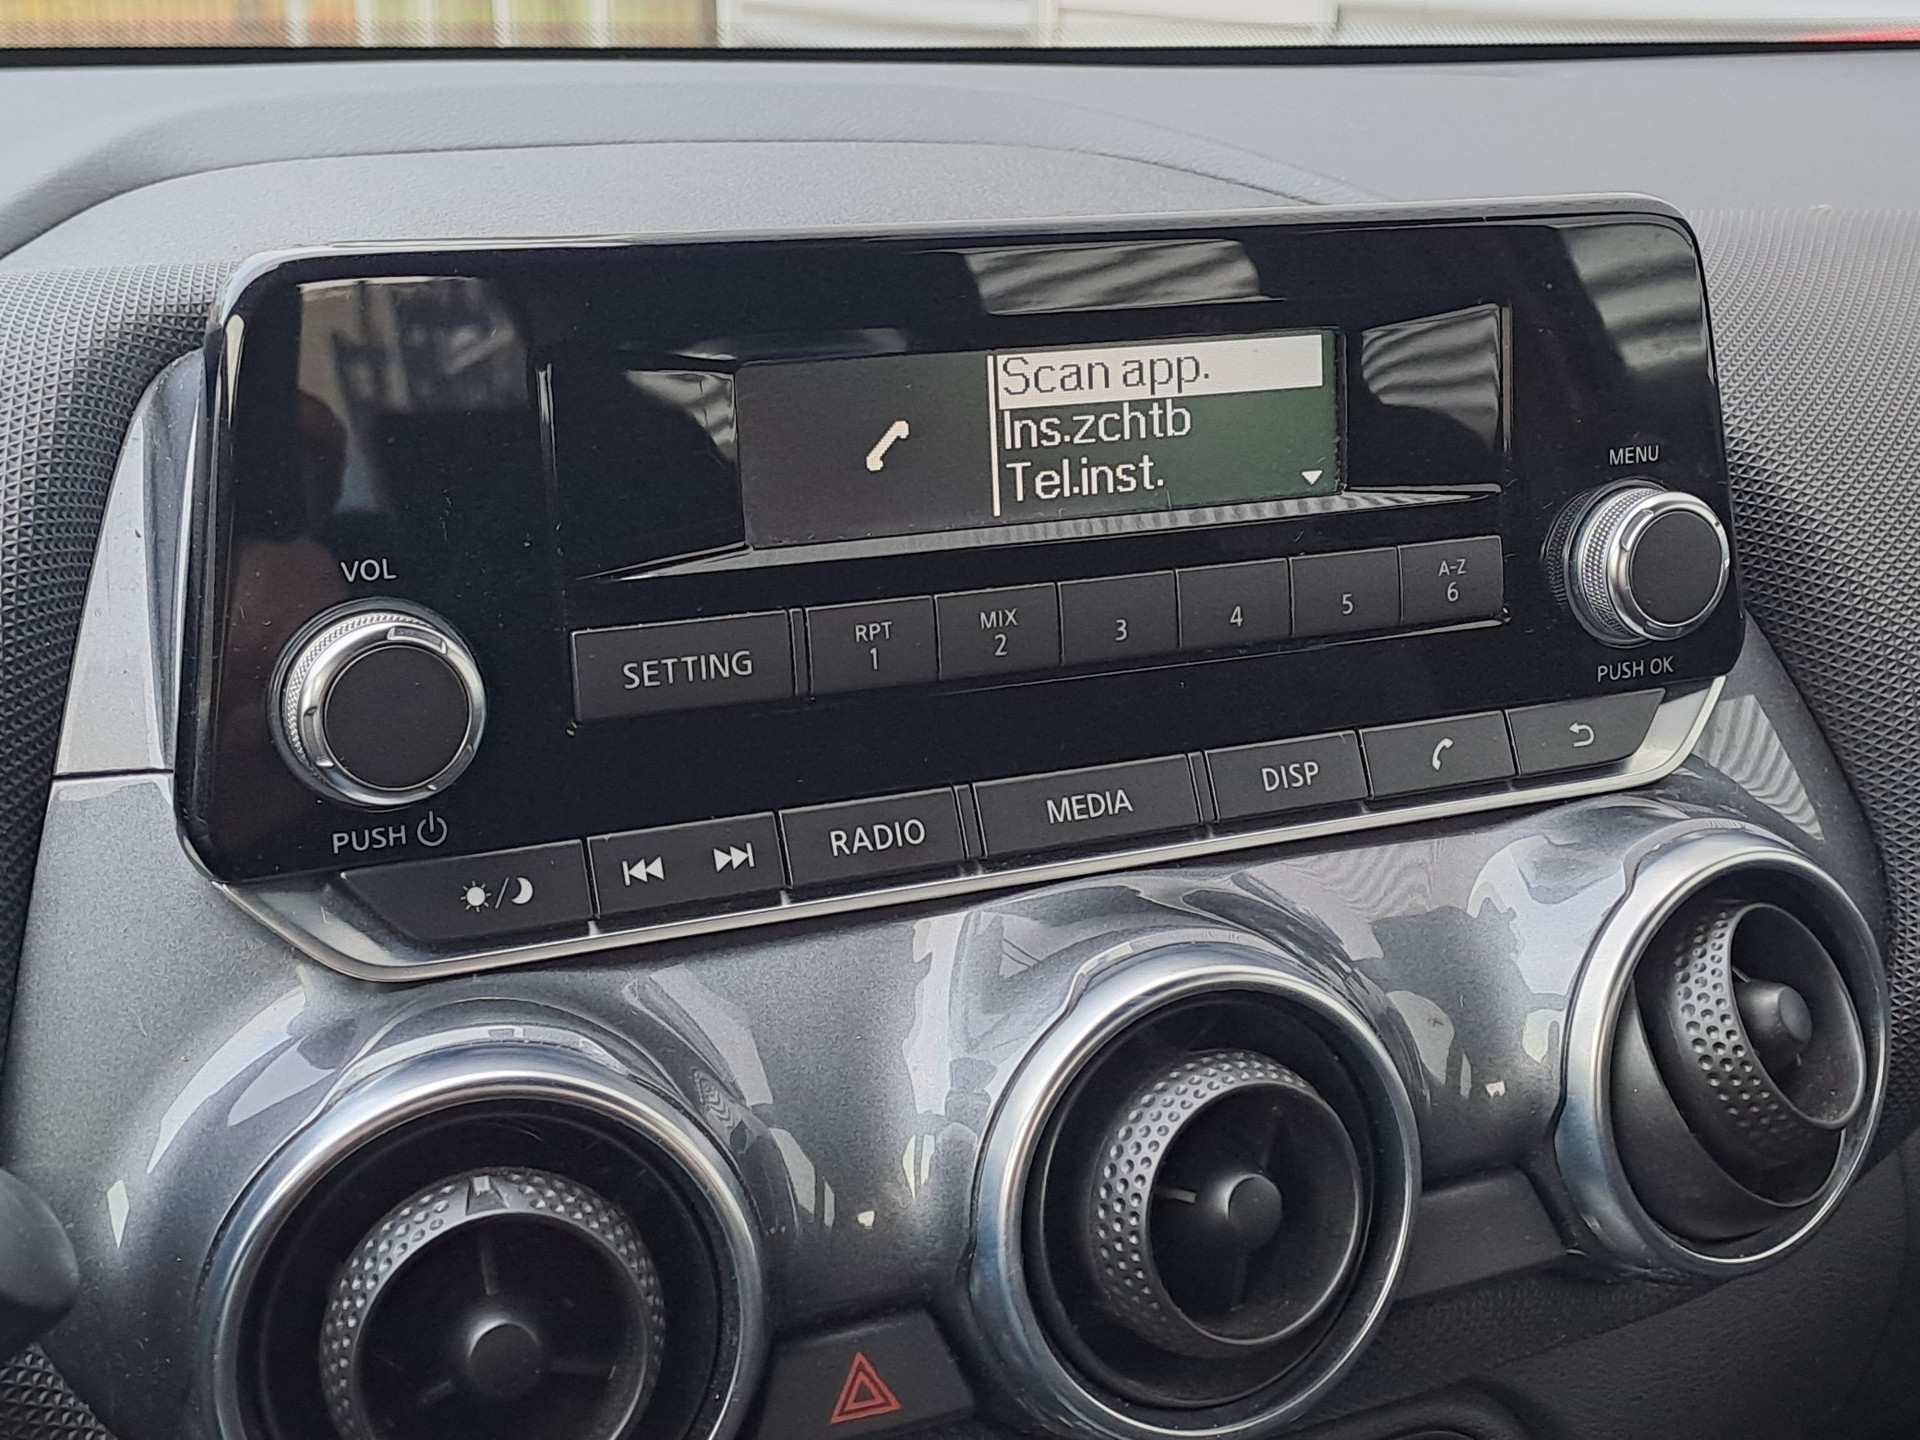 Scan app.
Ins.zchtb
Tel.inst.
MENU
VOL
SETTING
RPT
1
MIX
2
3
4
5
A-Z
6
PUSH OK
PUSH
RADIO
MEDIA
DISP